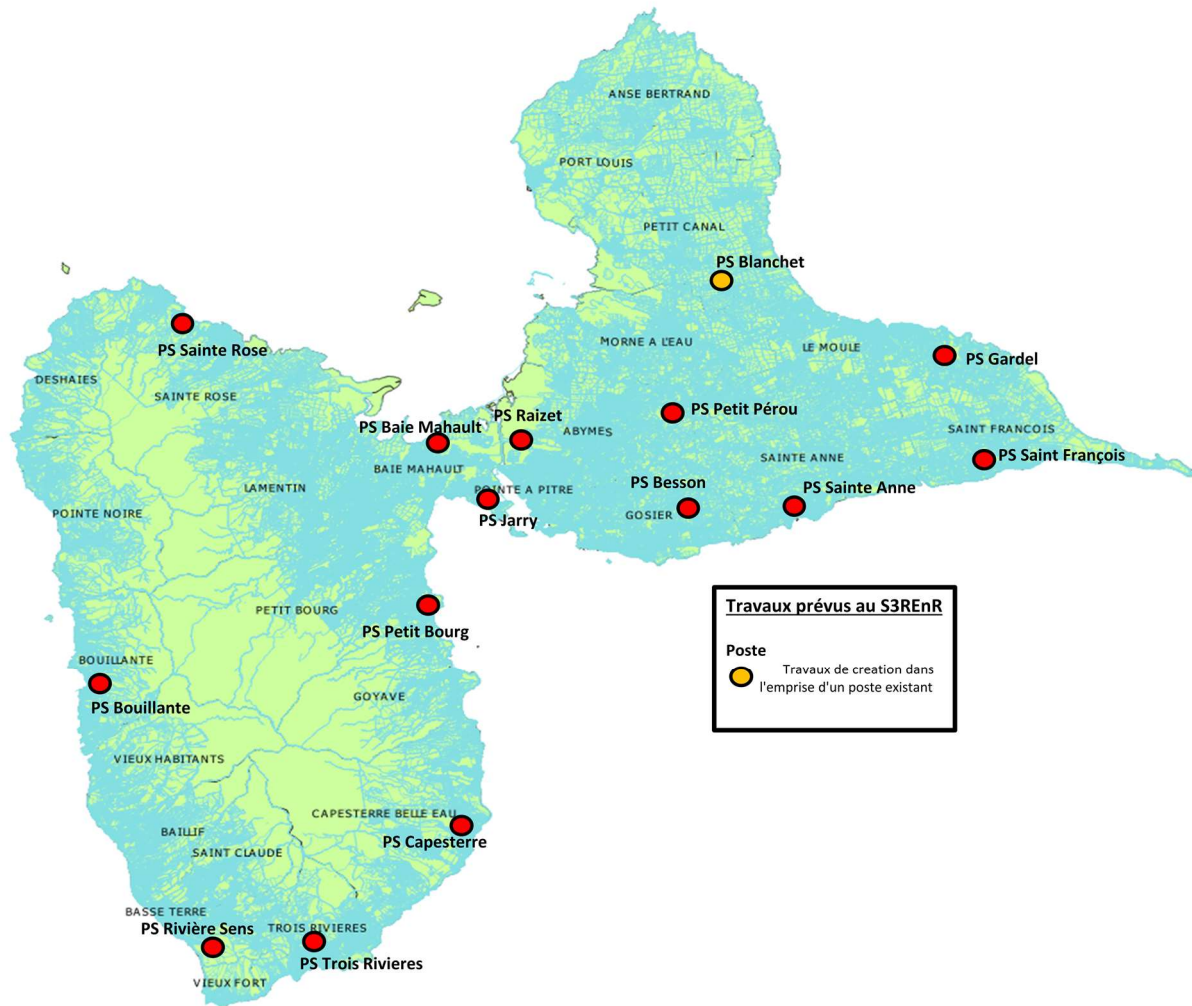 ANSE BERTRAND
PORT LOUIS
PETIT CANAL
PS Blanchet
PS Sainte Rose
MORNE A L'EAU
LE MOULE
PS Gardel
DESHAIES
SAINTE ROSE
PS Raizet
PS Petit Pérou
PS Baie Mahault
ABYMES
SAINT FRANCOIS
PS Saint François
BAIE MAHAULT
SAINTE ANNE
LAMENTIN
POINTE A PITRE
PS Besson
PS Sainte Anne
POINTE NOIRE
PS Jarry
GOSIER
Travaux prévus au S3REnR
Poste
Travaux de creation dans
l'emprise d'un poste existant
PETIT BOURG
PS Petit Bourg
BOUILLANTE
PS Bouillante
GOYAVE
VIEUX HABITANTS
CAPESTERRE BELLE EAU
BAILLIF
PS Capesterre
SAINT CLAUDE
BASSE TERRE
PS Rivière Sens
TROIS RIVIERES
PS Trois Rivieres
VIEUX FORT